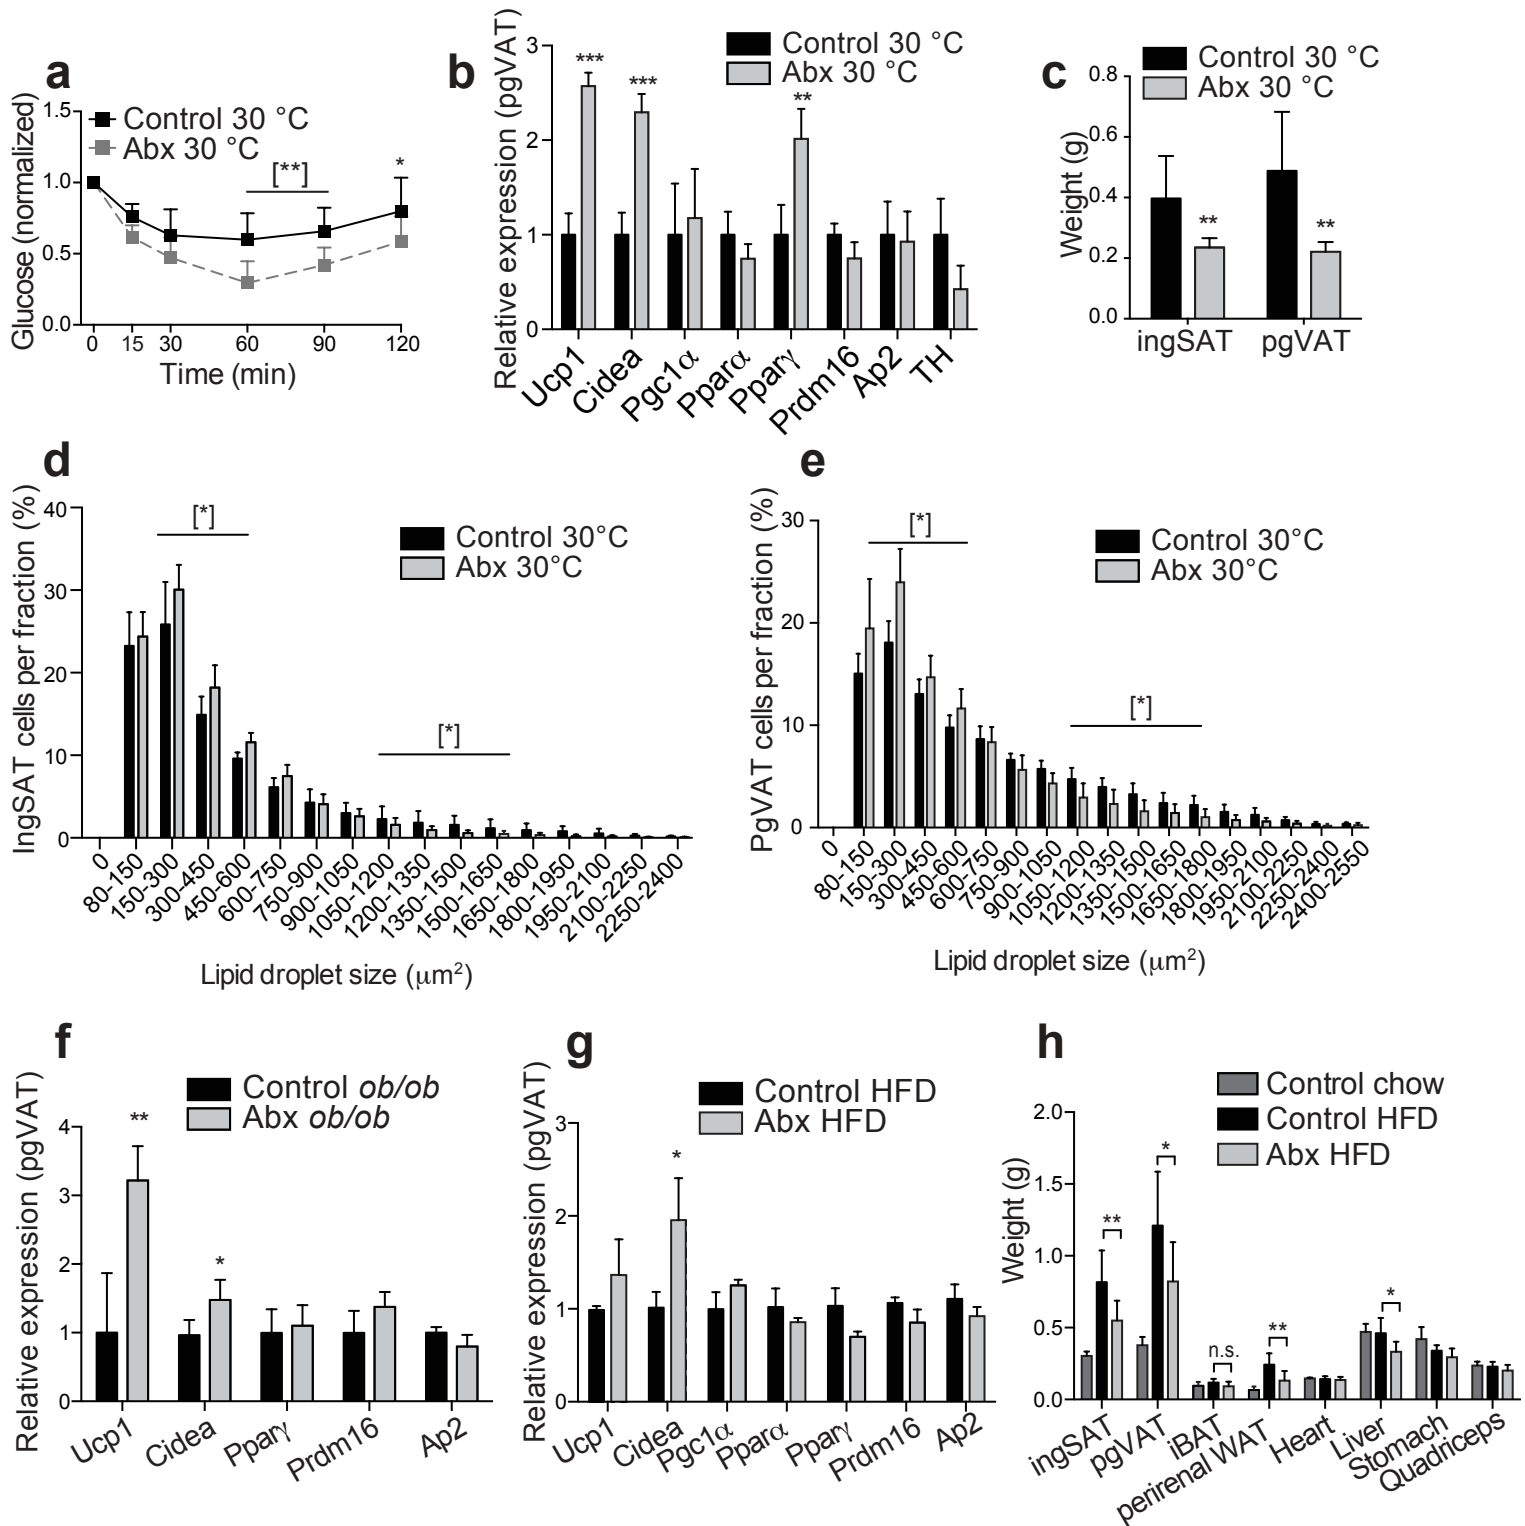 a
Control 30 °C
Abx 30 °C
Glucose (normalized)
1.5
1.0
0.5
0.0
[**]
*
0 15 30 60 90 120
Time (min)
b
Control 30 °C
Abx 30 °C
Relative expression (pgVAT)
3
2
1
0
*** *** **
Ucp1 Cidea Pgc1α Pparα Pparγ Prdm16 Ap2 TH
c
Control 30 °C
Abx 30 °C
Weight (g)
0.8
0.6
0.4
0.2
0.0
** **
ingSAT pgVAT
d
Control 30°C
Abx 30°C
IngSAT cells per fraction (%)
40
30
20
10
0
[*] [*]
0 80-150 150-300 300-450 450-600 600-750 750-900 900-1050 1050-1200 1200-1350 1350-1500 1500-1650 1650-1800 1800-1950 1950-2100 2100-2250 2250-2400
Lipid droplet size (μm²)
e
Control 30°C
Abx 30°C
PgVAT cells per fraction (%)
30
20
10
0
[*] [*]
0 80-150 150-300 300-450 450-600 600-750 750-900 900-1050 1050-1200 1200-1350 1350-1500 1500-1650 1650-1800 1800-1950 1950-2100 2100-2250 2250-2400 2400-2550
Lipid droplet size (μm²)
f
Control ob/ob
Abx ob/ob
Relative expression (pgVAT)
4
3
2
1
0
** *
Ucp1 Cidea Pparγ Prdm16 Ap2
g
Control HFD
Abx HFD
Relative expression (pgVAT)
3
2
1
0
*
Ucp1 Cidea Pgc1α Pparα Pparγ Prdm16 Ap2
h
Control chow
Control HFD
Abx HFD
Weight (g)
2.0
1.5
1.0
0.5
0.0
** * n.s. ** *
ingSAT pgVAT iBAT perirenal WAT Heart Liver Stomach Quadriceps